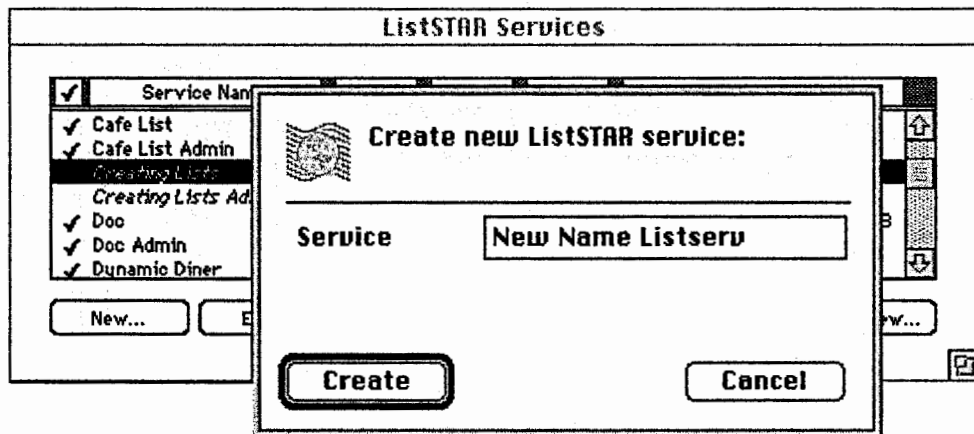 ListSTAR Services
✓ Service Nam
✓ Cafe List
✓ Cafe List Admin
Creating Lists
Creating Lists Ad
✓ Doc
✓ Doc Admin
✓ Dynamic Diner
B
New...
E
ew...
Create new ListSTAR service:
Service
New Name Listserv
Create
Cancel